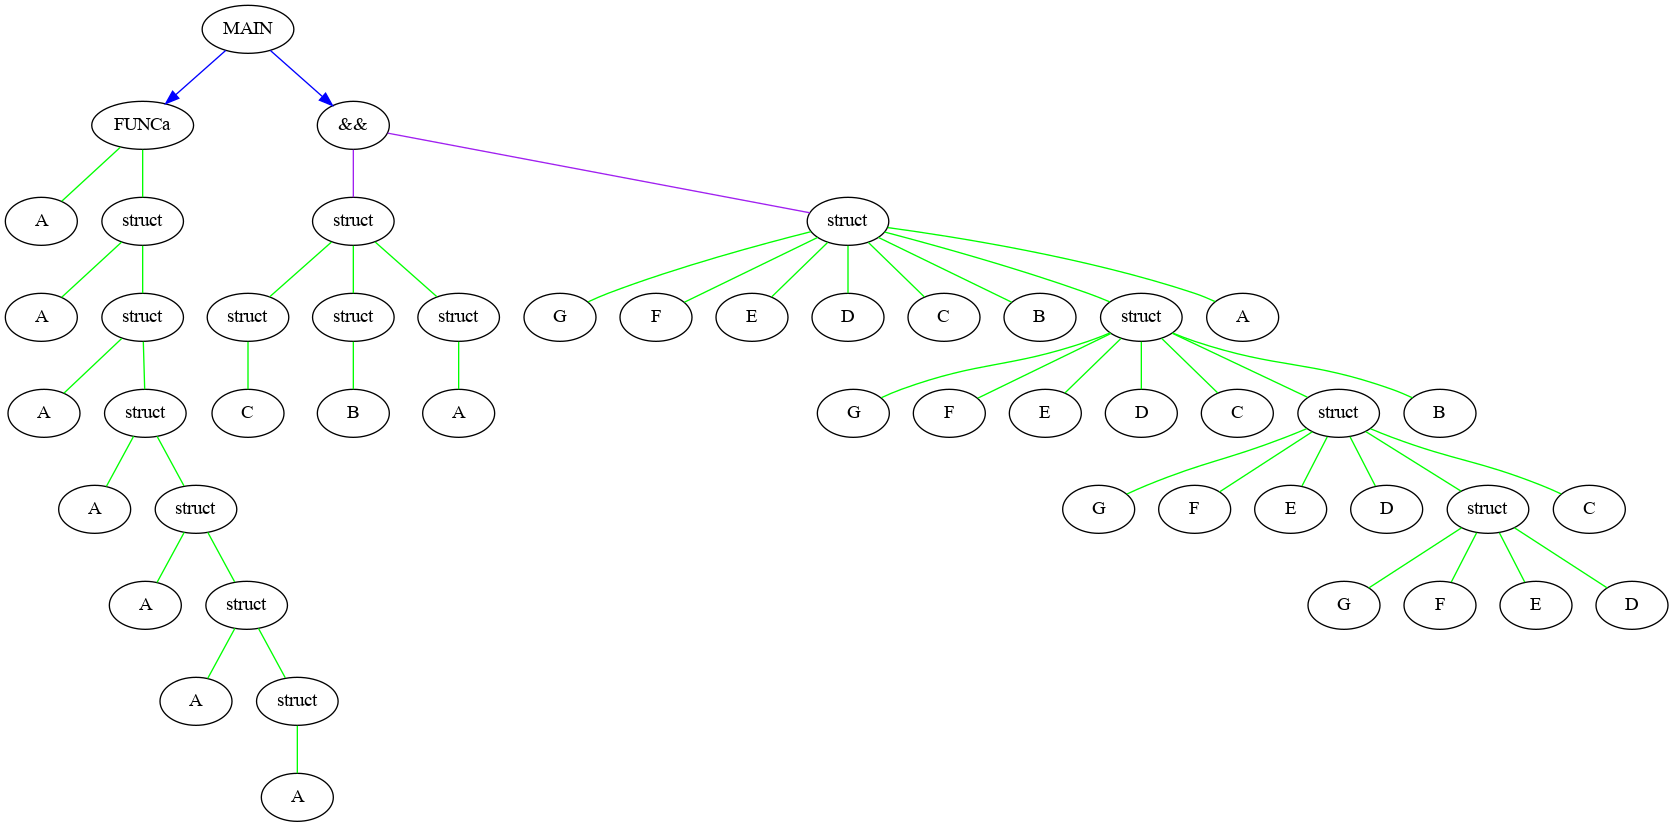 MAIN
FUNCa &&
A struct struct struct
A struct struct struct struct G F E D C B struct A
A struct C B A G F E D C struct B
A struct G F E D struct C
A struct G F E D
A struct
A